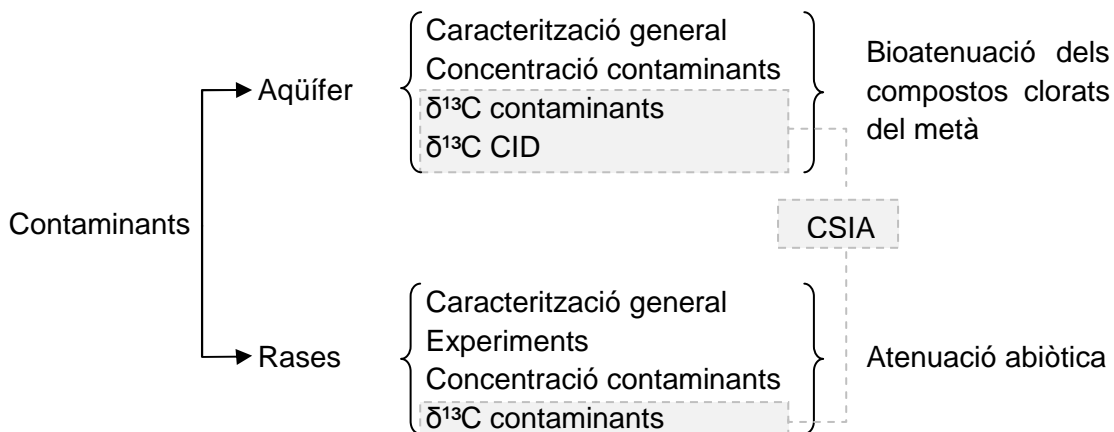 Contaminants
Aqüífer
Caracterització general
Concentració contaminants
δ¹³C contaminants
δ¹³C CID
Bioatenuació dels
compostos clorats
del metà
CSIA
Rases
Caracterització general
Experiments
Concentració contaminants
δ¹³C contaminants
Atenuació abiòtica